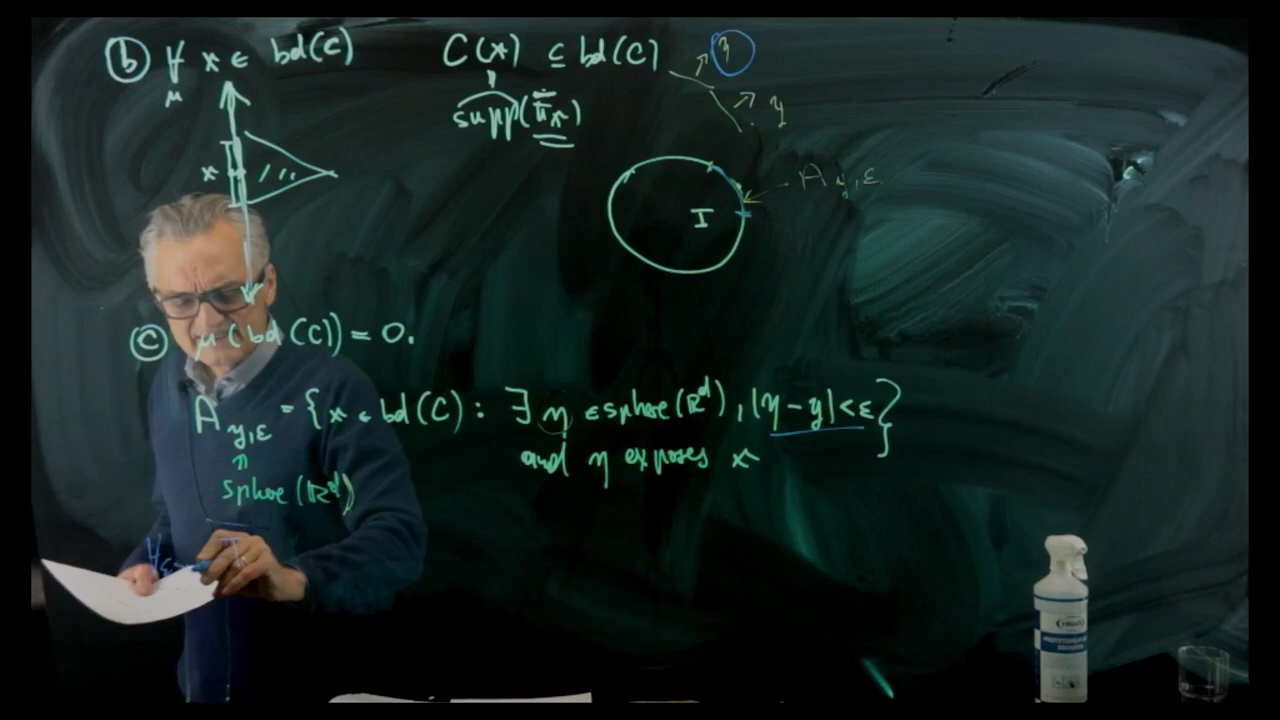 ⓑ ∀ x ∈ bd(C) C(x) ⊆ bd(C) η
μ
supp(π̄x) y
x
A y,ε
I
ⓒ μ(bd(C)) = 0.
A y,ε = { x ∈ bd(C) : ∃ η ∈ sphere(ℝᵈ), |η − y| < ε }
and η exposes x
sphere(ℝᵈ)
∀ε